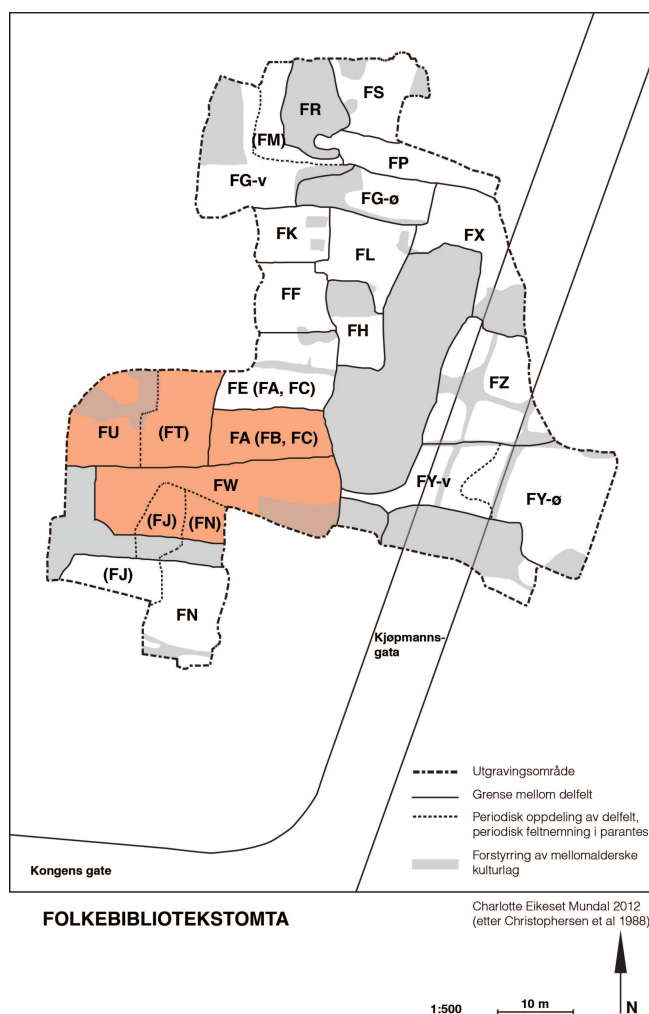 FS
FR
(FM)
FP
FG-v
FG-ø
FX
FK
FL
FF
FH
FZ
FE (FA, FC)
FU
(FT)
FA (FB, FC)
FW
FY-v
FY-ø
(FJ)
(FN)
(FJ)
FN
Kjøpmanns-
gata
Utgravingsområde
Grense mellom delfelt
Periodisk oppdeling av delfelt,
periodisk feltnemning i parantes
Forstyrring av mellomalderske
kulturlag
Kongens gate
FOLKEBIBLIOTEKSTOMTA
Charlotte Eikeset Mundal 2012
(etter Christophersen et al 1988)
1:500
10 m
N